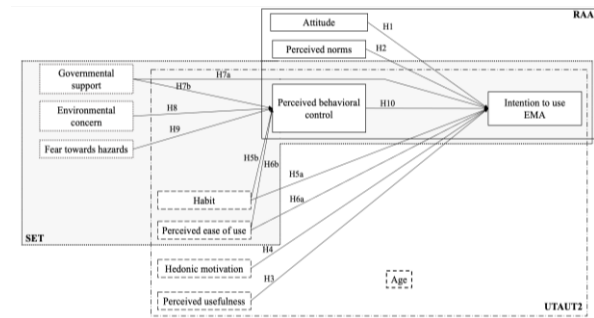 RAA
Attitude
H1
Perceived norms
H2
Governmental
support
H7a
H7b
Environmental
concern
H8
Perceived behavioral
control
H10
Intention to use
EMA
Fear towards hazards
H9
H5b
H6b
H5a
Habit
H6a
Perceived ease of use
SET
H4
Hedonic motivation
H3
Age
Perceived usefulness
UTAUT2